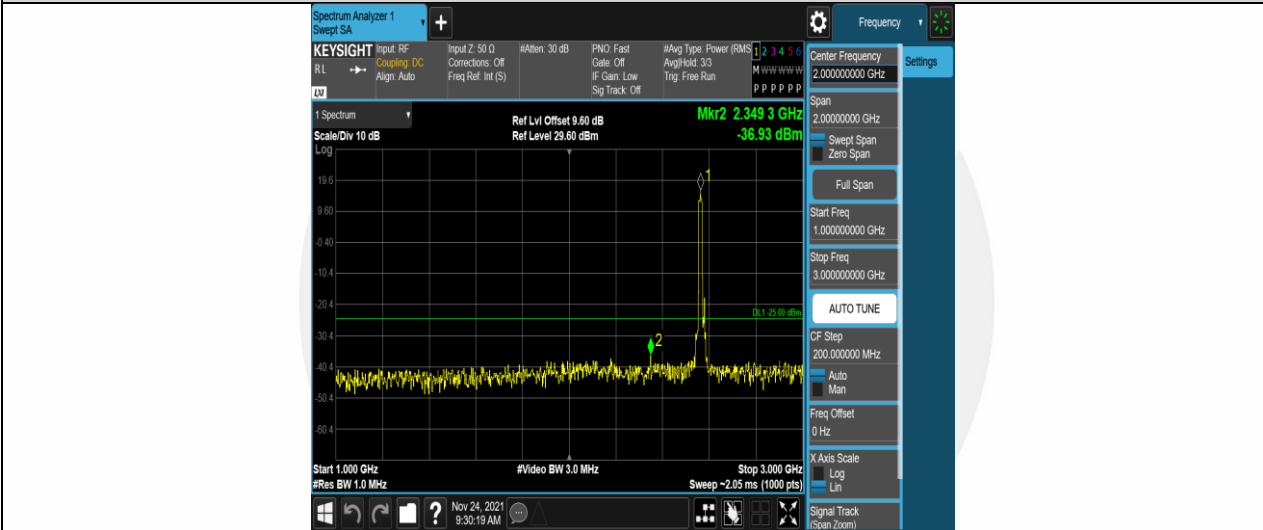 Spectrum Analyzer 1
Swept SA
+
Frequency
KEYSIGHT
RL
LXI
Input: RF
Coupling: DC
Align: Auto
Input Z: 50 Ω
Corrections: Off
Freq Ref: Int (S)
#Atten: 30 dB
PNO: Fast
Gate: Off
IF Gain: Low
Sig Track: Off
#Avg Type: Power (RMS
Avg|Hold: 3/3
Trig: Free Run
1 2 3 4 5 6
M W W W W W
P P P P P P
1 Spectrum
Scale/Div 10 dB
Log
Ref Lvl Offset 9.60 dB
Ref Level 29.60 dBm
Mkr2 2.349 3 GHz
-36.93 dBm
19.6
9.60
-0.40
-10.4
-20.4
-30.4
-40.4
-50.4
-60.4
1
DL1 -25.00 dBm
2
Start 1.000 GHz
#Res BW 1.0 MHz
#Video BW 3.0 MHz
Stop 3.000 GHz
Sweep ~2.05 ms (1000 pts)
Center Frequency
2.000000000 GHz
Settings
Span
2.00000000 GHz
Swept Span
Zero Span
Full Span
Start Freq
1.000000000 GHz
Stop Freq
3.000000000 GHz
AUTO TUNE
CF Step
200.000000 MHz
Auto
Man
Freq Offset
0 Hz
X Axis Scale
Log
Lin
Signal Track
(Span Zoom)
?
Nov 24, 2021
9:30:19 AM